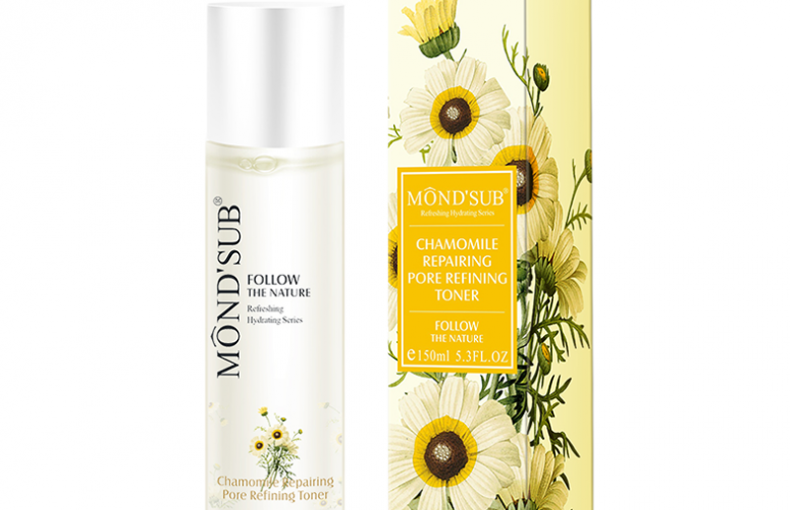 MÔND'SUB®
FOLLOW
THE NATURE
Refreshing
Hydrating Series
Chamomile Repairing
Pore Refining Toner
MÔND'SUB®
Refreshing Hydrating Series
CHAMOMILE
REPAIRING
PORE REFINING
TONER
FOLLOW
THE NATURE
℮150ml 5.3FL.OZ